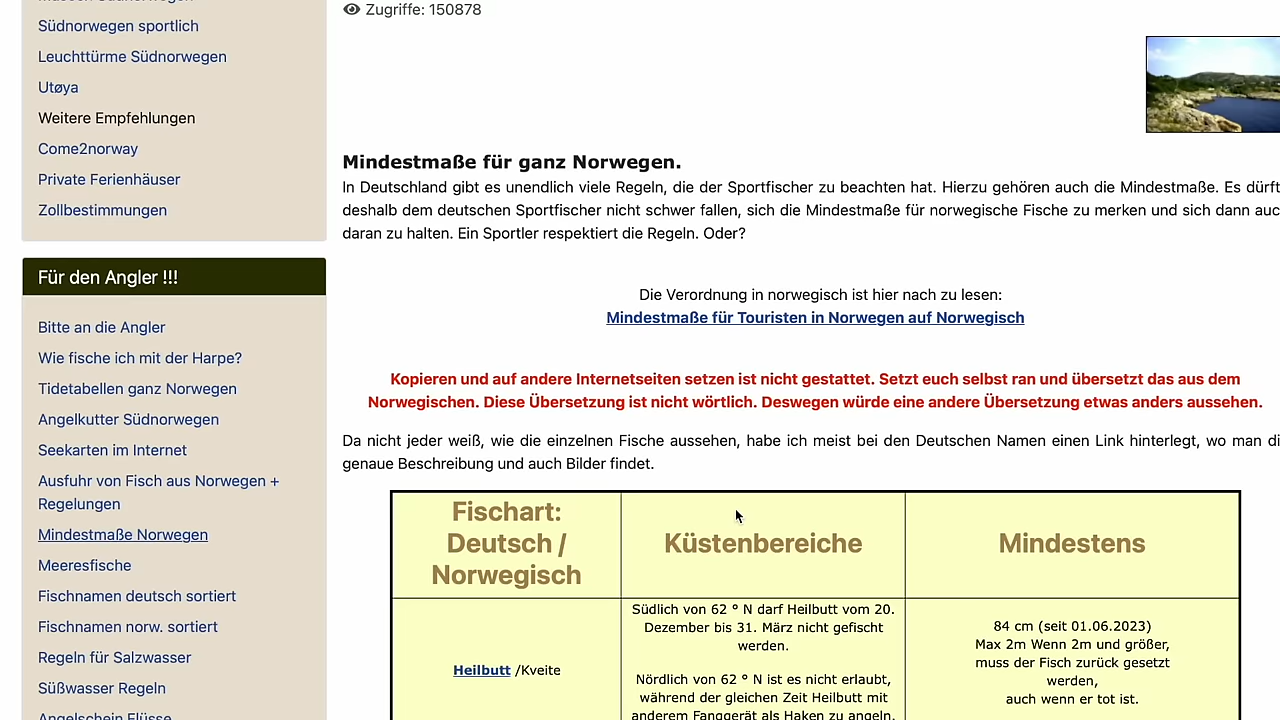 Südnorwegen sportlich
Leuchttürme Südnorwegen
Utøya
Weitere Empfehlungen
Come2norway
Private Ferienhäuser
Zollbestimmungen
Für den Angler !!!
Bitte an die Angler
Wie fische ich mit der Harpe?
Tidetabellen ganz Norwegen
Angelkutter Südnorwegen
Seekarten im Internet
Ausfuhr von Fisch aus Norwegen +
Regelungen
Mindestmaße Norwegen
Meeresfische
Fischnamen deutsch sortiert
Fischnamen norw. sortiert
Regeln für Salzwasser
Süßwasser Regeln
Angelschein Flüsse
Zugriffe: 150878
Mindestmaße für ganz Norwegen.
In Deutschland gibt es unendlich viele Regeln, die der Sportfischer zu beachten hat. Hierzu gehören auch die Mindestmaße. Es dürft
deshalb dem deutschen Sportfischer nicht schwer fallen, sich die Mindestmaße für norwegische Fische zu merken und sich dann auc
daran zu halten. Ein Sportler respektiert die Regeln. Oder?
Die Verordnung in norwegisch ist hier nach zu lesen:
Mindestmaße für Touristen in Norwegen auf Norwegisch
Kopieren und auf andere Internetseiten setzen ist nicht gestattet. Setzt euch selbst ran und übersetzt das aus dem
Norwegischen. Diese Übersetzung ist nicht wörtlich. Deswegen würde eine andere Übersetzung etwas anders aussehen.
Da nicht jeder weiß, wie die einzelnen Fische aussehen, habe ich meist bei den Deutschen Namen einen Link hinterlegt, wo man di
genaue Beschreibung und auch Bilder findet.
Fischart:
Deutsch /
Norwegisch
Küstenbereiche
Mindestens
Heilbutt /Kveite
Südlich von 62 ° N darf Heilbutt vom 20.
Dezember bis 31. März nicht gefischt
werden.
Nördlich von 62 ° N ist es nicht erlaubt,
während der gleichen Zeit Heilbutt mit
anderem Fanggerät als Haken zu angeln.
84 cm (seit 01.06.2023)
Max 2m Wenn 2m und größer,
muss der Fisch zurück gesetzt
werden,
auch wenn er tot ist.